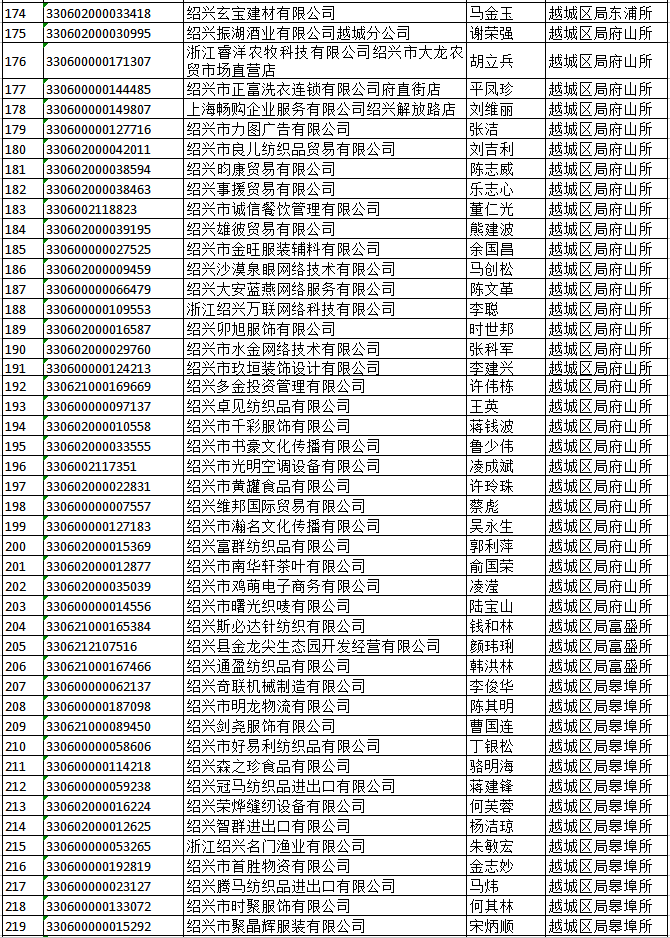 174 330602000033418 绍兴玄宝建材有限公司 马金玉 越城区局东浦所
175 330602000030995 绍兴振湖酒业有限公司越城分公司 谢荣强 越城区局府山所
176 330600000171307 浙江睿洋农牧科技有限公司绍兴市大龙农贸市场直营店 胡立兵 越城区局府山所
177 330600000144485 绍兴市正富洗衣连锁有限公司府直街店 平凤珍 越城区局府山所
178 330600000149807 上海畅购企业服务有限公司绍兴解放路店 刘维丽 越城区局府山所
179 330600000127716 绍兴市力图广告有限公司 张洁 越城区局府山所
180 330602000042011 绍兴市良儿纺织品贸易有限公司 刘吉利 越城区局府山所
181 330602000038594 绍兴昀康贸易有限公司 陈志威 越城区局府山所
182 330602000038463 绍兴事援贸易有限公司 乐志心 越城区局府山所
183 3306002118823 绍兴市诚信餐饮管理有限公司 董仁光 越城区局府山所
184 330602000039195 绍兴雄彼贸易有限公司 熊建波 越城区局府山所
185 330600000027525 绍兴市金旺服装辅料有限公司 余国昌 越城区局府山所
186 330602000009459 绍兴沙漠泉眼网络技术有限公司 马创松 越城区局府山所
187 330600000066479 绍兴大安蓝燕网络服务有限公司 陈文革 越城区局府山所
188 330600000109553 浙江绍兴万联网络科技有限公司 李聪 越城区局府山所
189 330602000016587 绍兴卯旭服饰有限公司 时世邦 越城区局府山所
190 330602000029760 绍兴市水金网络技术有限公司 张科军 越城区局府山所
191 330600000124213 绍兴市玖垣装饰设计有限公司 李建兴 越城区局府山所
192 330621000169669 绍兴多金投资管理有限公司 许伟栋 越城区局府山所
193 330600000097137 绍兴卓见纺织品有限公司 王英 越城区局府山所
194 330602000010558 绍兴市千彩服饰有限公司 蒋钱波 越城区局府山所
195 330602000033555 绍兴市书豪文化传播有限公司 鲁少伟 越城区局府山所
196 3306002117351 绍兴市光明空调设备有限公司 凌成斌 越城区局府山所
197 330602000022831 绍兴市黄罐食品有限公司 许玲珠 越城区局府山所
198 330600000007557 绍兴维邦国际贸易有限公司 蔡彪 越城区局府山所
199 330600000127183 绍兴市瀚名文化传播有限公司 吴永生 越城区局府山所
200 330602000015369 绍兴富群纺织品有限公司 郭利萍 越城区局府山所
201 330602000012877 绍兴市南华轩茶叶有限公司 俞国荣 越城区局府山所
202 330602000035039 绍兴市鸡萌电子商务有限公司 凌滢 越城区局府山所
203 330600000014556 绍兴市曙光织唛有限公司 陆宝山 越城区局府山所
204 330621000165384 绍兴斯必达针纺织有限公司 钱和林 越城区局富盛所
205 3306212107516 绍兴县金龙尖生态园开发经营有限公司 颜玮琍 越城区局富盛所
206 330621000167466 绍兴通盈纺织品有限公司 韩洪林 越城区局富盛所
207 330600000062137 绍兴奇联机械制造有限公司 李俊华 越城区局皋埠所
208 330600000187098 绍兴市明龙物流有限公司 陈其明 越城区局皋埠所
209 330621000089450 绍兴剑尧服饰有限公司 曹国连 越城区局皋埠所
210 330600000058606 绍兴市好易利纺织品有限公司 丁银松 越城区局皋埠所
211 330600000114218 绍兴森之珍食品有限公司 骆明海 越城区局皋埠所
212 330600000059238 绍兴冠马纺织品进出口有限公司 蒋建锋 越城区局皋埠所
213 330602000016224 绍兴荣烨缝纫设备有限公司 何芙蓉 越城区局皋埠所
214 330602000012625 绍兴智群进出口有限公司 杨洁琼 越城区局皋埠所
215 330600000053265 浙江绍兴名门渔业有限公司 朱敏宏 越城区局皋埠所
216 330600000192819 绍兴市首胜物资有限公司 金志妙 越城区局皋埠所
217 330600000023127 绍兴腾马纺织品进出口有限公司 马炜 越城区局皋埠所
218 330600000133072 绍兴市时聚服饰有限公司 何其林 越城区局皋埠所
219 330600000015292 绍兴市聚晶辉服装有限公司 宋炳顺 越城区局皋埠所